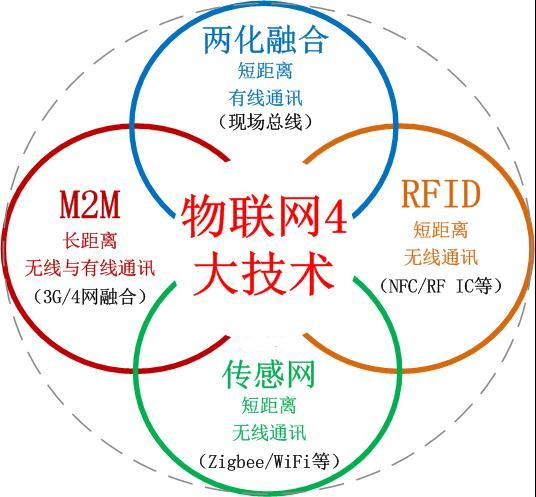 两化融合
短距离
有线通讯
（现场总线）
M2M
长距离
无线与有线通讯
（3G/4网融合）
物联网4
大技术
RFID
短距离
无线通讯
（NFC/RF IC等）
传感网
短距离
无线通讯
（Zigbee/WiFi等）